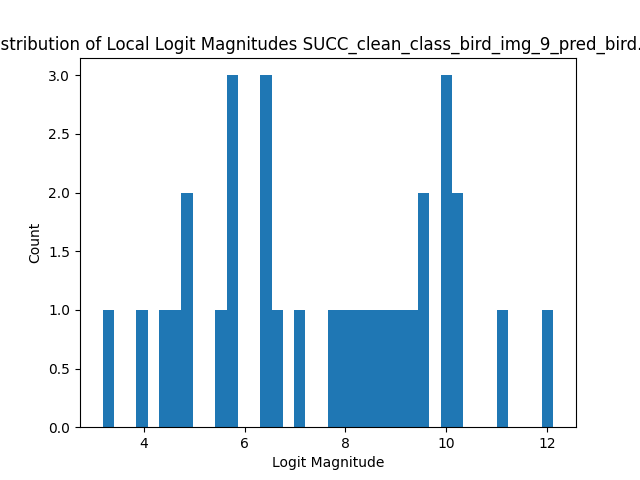 stribution of Local Logit Magnitudes SUCC_clean_class_bird_img_9_pred_bird.
3.0
2.5
2.0
1.5
1.0
0.5
0.0
Count
4 6 8 10 12
Logit Magnitude